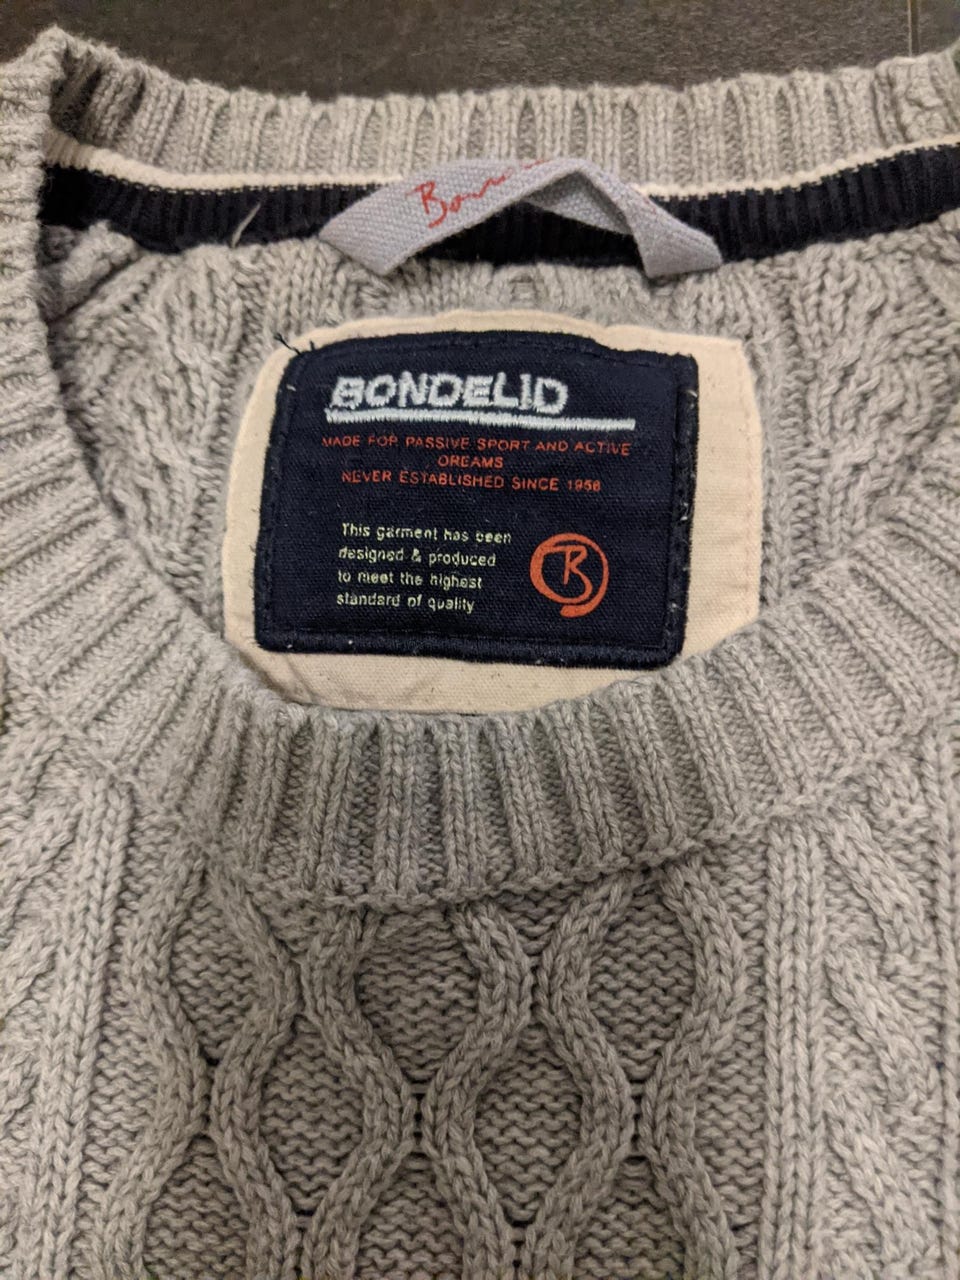 BONDELID
MADE FOR PASSIVE SPORT AND ACTIVE
DREAMS
NEVER ESTABLISHED SINCE 1956
This garment has been
designed & produced
to meet the highest
standard of quality
B